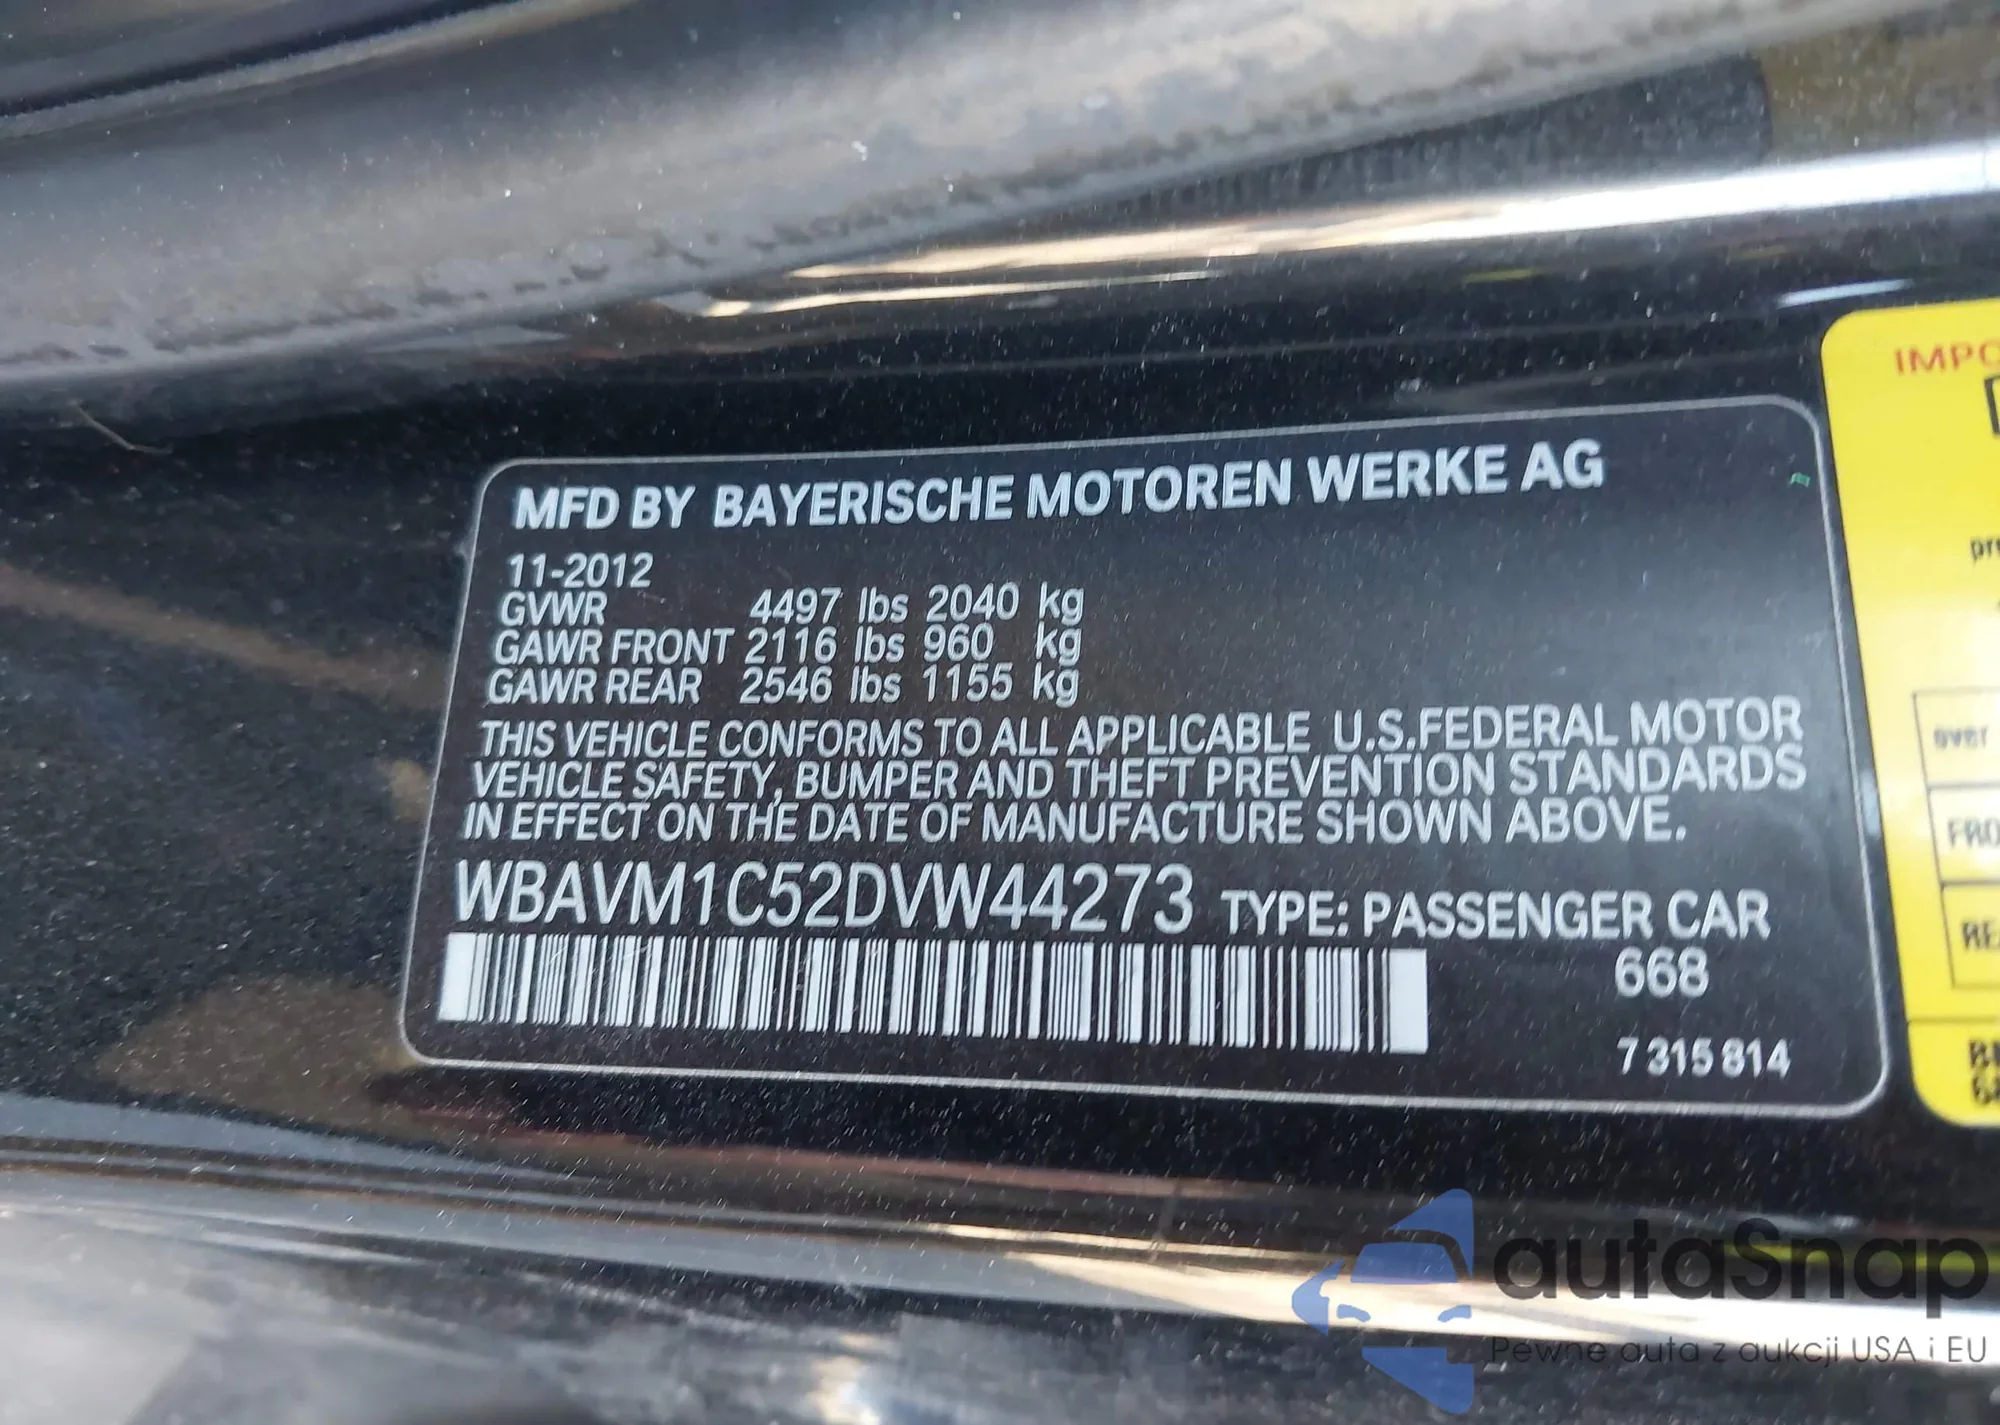 MFD BY BAYERISCHE MOTOREN WERKE AG
11-2012
GVWR 4497 lbs 2040 kg
GAWR FRONT 2116 lbs 960 kg
GAWR REAR 2546 lbs 1155 kg
THIS VEHICLE CONFORMS TO ALL APPLICABLE U.S.FEDERAL MOTOR
VEHICLE SAFETY, BUMPER AND THEFT PREVENTION STANDARDS
IN EFFECT ON THE DATE OF MANUFACTURE SHOWN ABOVE.
WBAVM1C52DVW44273 TYPE: PASSENGER CAR
668
7 315 814
over
autaSnap
Pewne auta z aukcji USA i EU